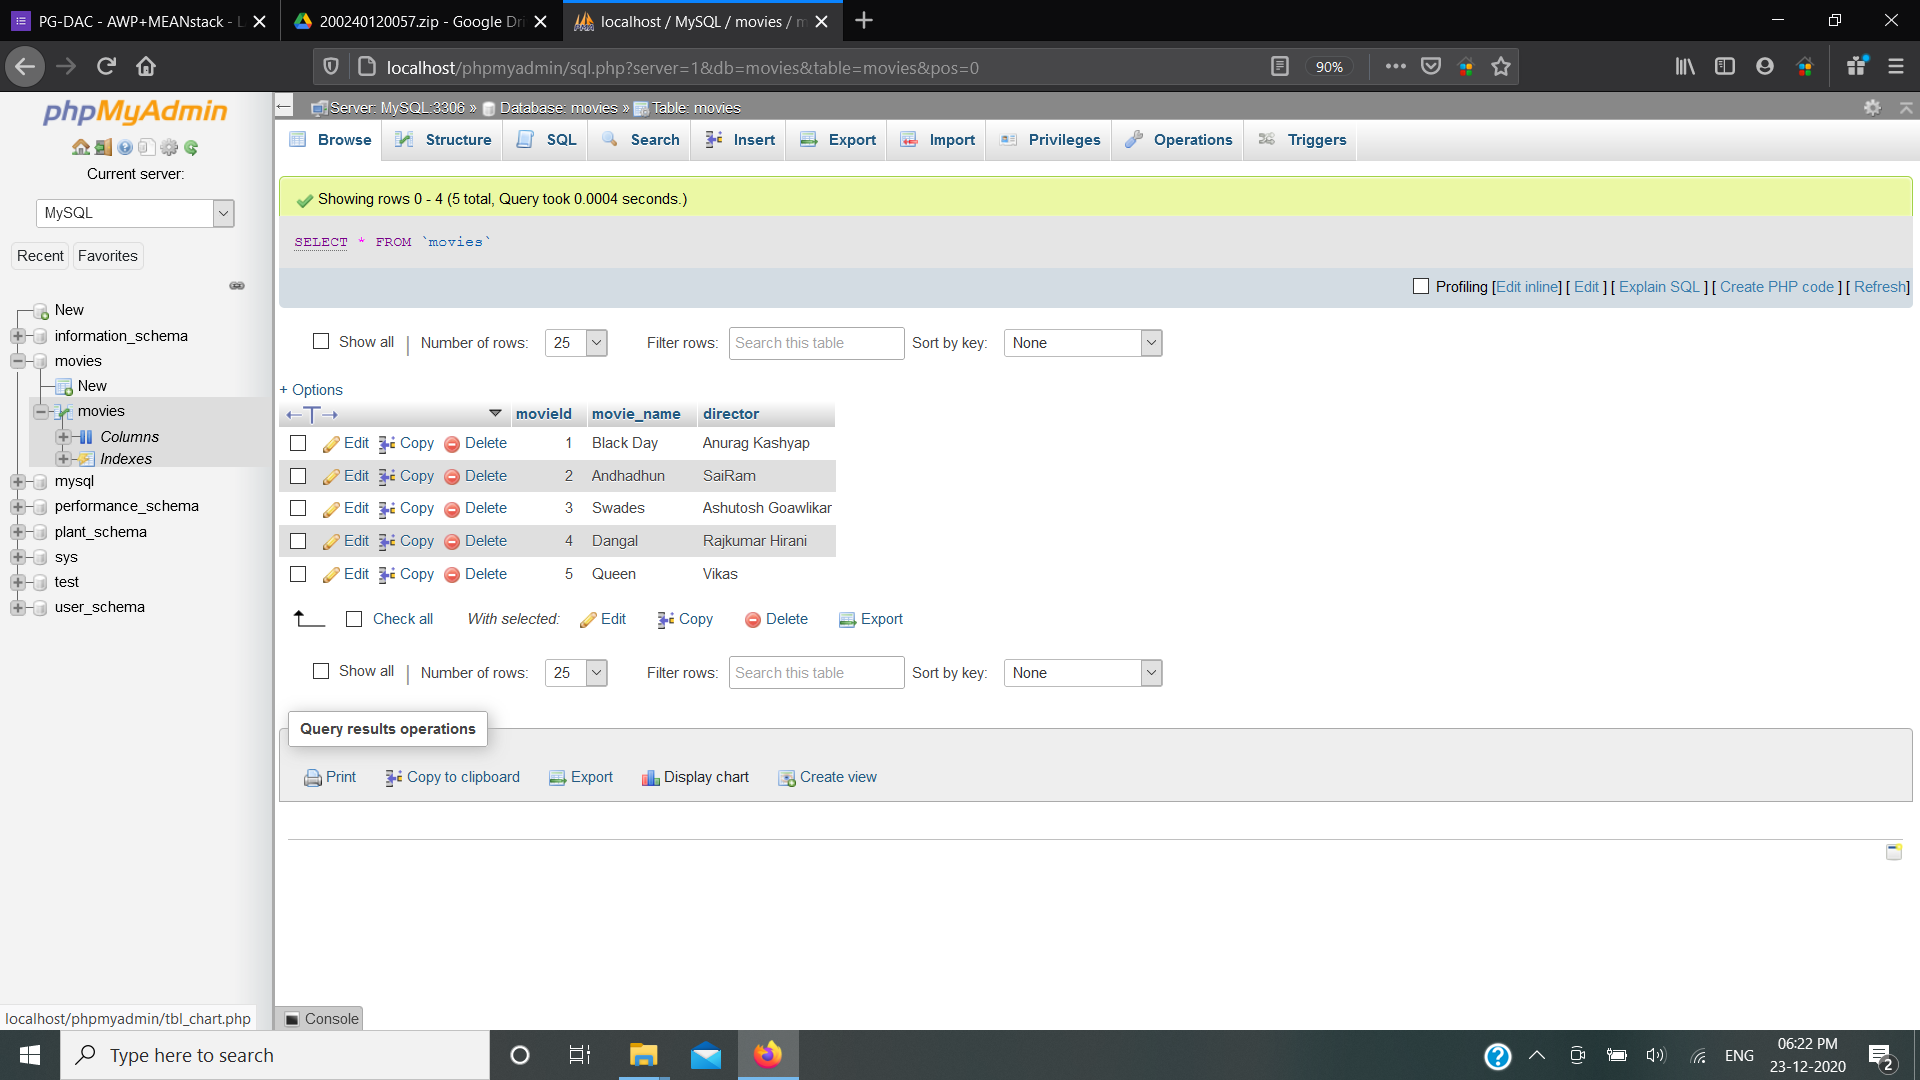 PG-DAC - AWP+MEANstack - L
200240120057.zip - Google Dri
localhost / MySQL / movies / m
localhost/phpmyadmin/sql.php?server=1&db=movies&table=movies&pos=0
90%
phpMyAdmin
Current server:
MySQL
Recent Favorites
New
information_schema
movies
New
movies
Columns
Indexes
mysql
performance_schema
plant_schema
sys
test
user_schema
Server: MySQL:3306 » Database: movies » Table: movies
Browse Structure SQL Search Insert Export Import Privileges Operations Triggers
Showing rows 0 - 4 (5 total, Query took 0.0004 seconds.)
SELECT * FROM `movies`
Profiling [Edit inline] [ Edit ] [ Explain SQL ] [ Create PHP code ] [ Refresh]
Show all | Number of rows: 25 Filter rows: Search this table Sort by key: None
+ Options
←T→ movieId movie_name director
Edit Copy Delete 1 Black Day Anurag Kashyap
Edit Copy Delete 2 Andhadhun SaiRam
Edit Copy Delete 3 Swades Ashutosh Goawlikar
Edit Copy Delete 4 Dangal Rajkumar Hirani
Edit Copy Delete 5 Queen Vikas
Check all With selected: Edit Copy Delete Export
Show all | Number of rows: 25 Filter rows: Search this table Sort by key: None
Query results operations
Print Copy to clipboard Export Display chart Create view
localhost/phpmyadmin/tbl_chart.php
Console
Type here to search
ENG
06:22 PM
23-12-2020
2